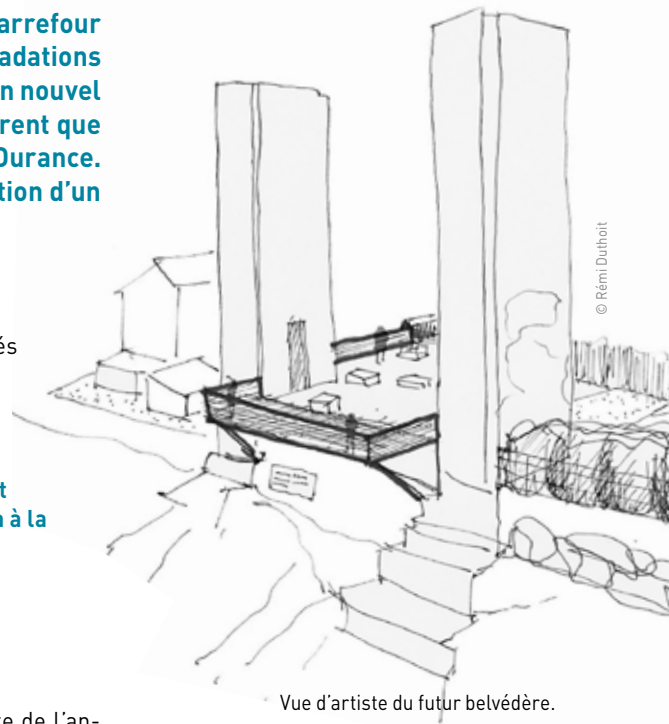 arrefour
adations
n nouvel
rent que
Durance.
tion d'un
és
t
à la
e de l'an-
© Rémi Duthoit
Vue d'artiste du futur belvédère.